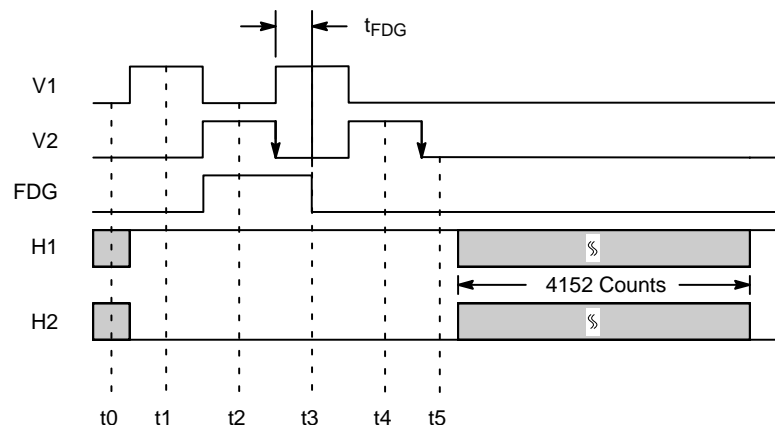 tFDG
V1
V2
FDG
H1
4152 Counts
H2
t0 t1 t2 t3 t4 t5